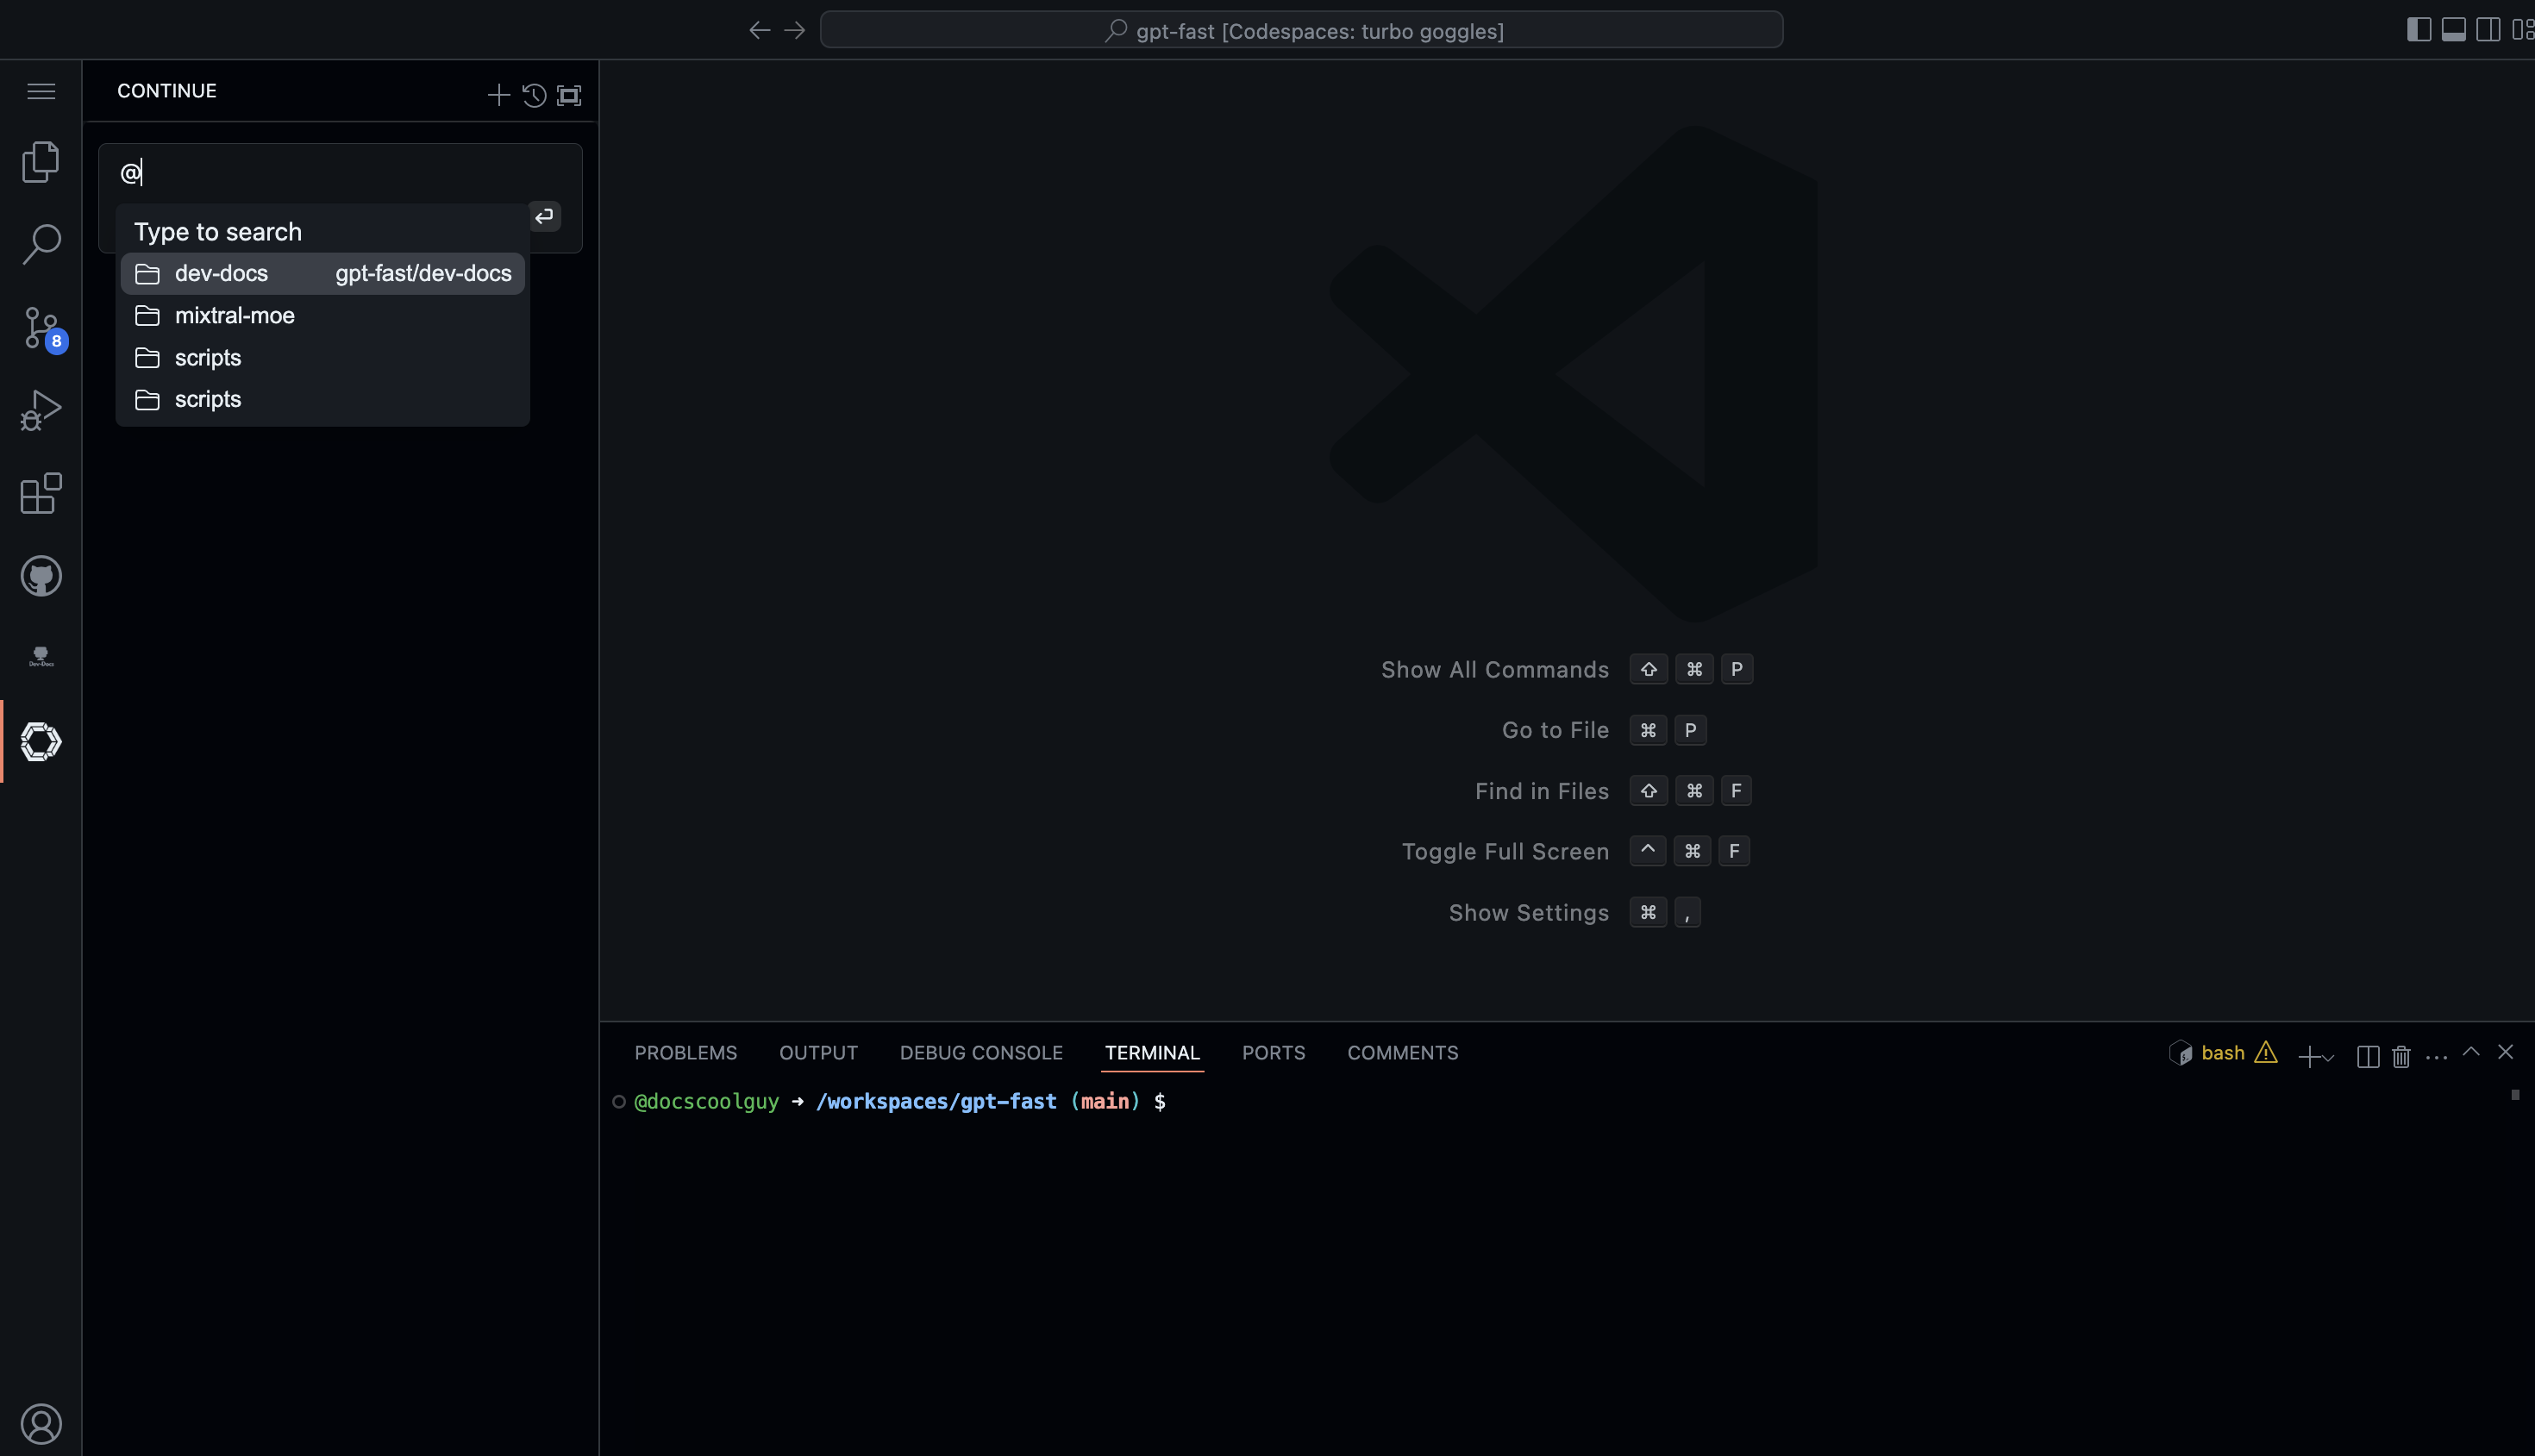 gpt-fast [Codespaces: turbo goggles]
CONTINUE
@
Type to search
dev-docs gpt-fast/dev-docs
mixtral-moe
scripts
scripts
8
Dev-Docs
Show All Commands ⇧ ⌘ P
Go to File ⌘ P
Find in Files ⇧ ⌘ F
Toggle Full Screen ^ ⌘ F
Show Settings ⌘ ,
PROBLEMS OUTPUT DEBUG CONSOLE TERMINAL PORTS COMMENTS
bash
@docscoolguy ➜ /workspaces/gpt-fast (main) $